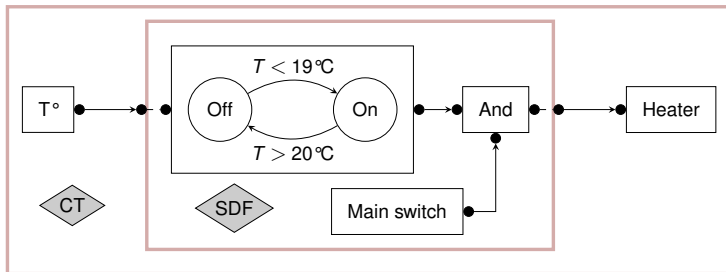 T < 19°C
T°
Off
On
And
Heater
T > 20°C
CT
SDF
Main switch